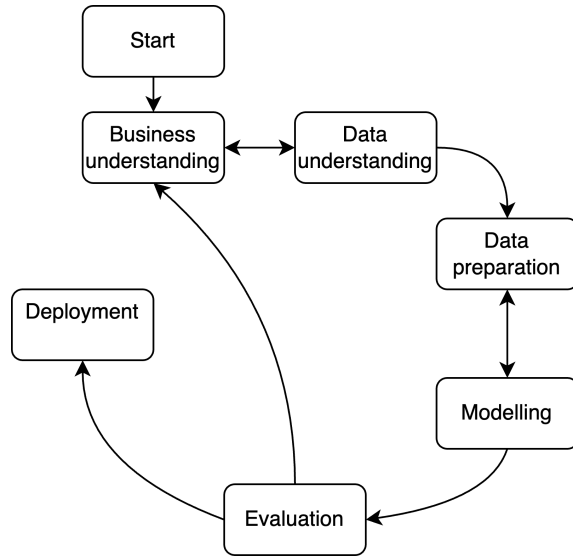 Start
Business
understanding
Data
understanding
Data
preparation
Deployment
Modelling
Evaluation